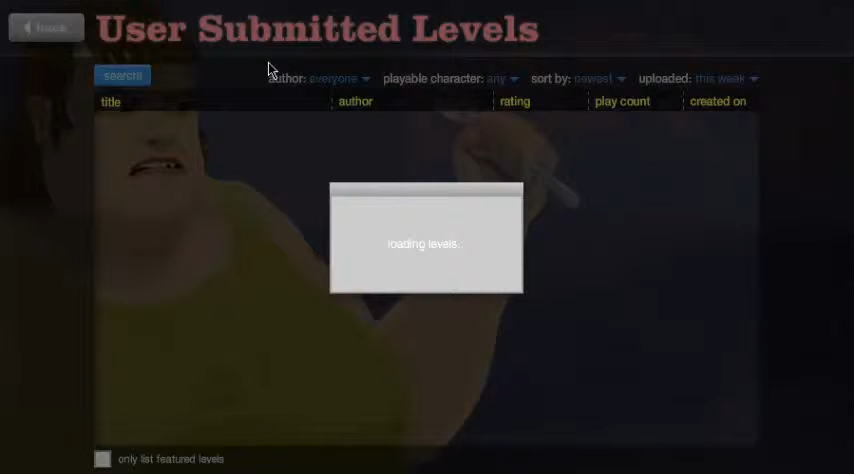 back
User Submitted Levels
search!
author: everyone playable character: any sort by: newest uploaded: this week
title author rating play count created on
loading levels..
only list featured levels